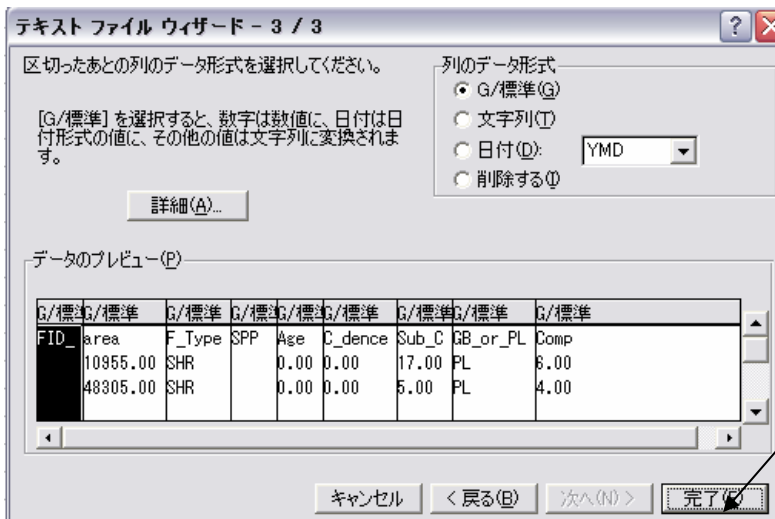 テキスト ファイル ウィザード - 3 / 3
区切ったあとの列のデータ形式を選択してください。
[G/標準] を選択すると、数字は数値に、日付は日
付形式の値に、その他の値は文字列に変換されま
す。
詳細(A)...
列のデータ形式
G/標準(G)
文字列(T)
日付(D): YMD
削除する(I)
データのプレビュー(P)
G/標準 G/標準 G/標準 G/標準 G/標準 G/標準 G/標準 G/標準 G/標準
FID_ area F_Type SPP Age C_dence Sub_C GB_or_PL Comp
10955.00 SHR 0.00 0.00 17.00 PL 6.00
48305.00 SHR 0.00 0.00 5.00 PL 4.00
キャンセル < 戻る(B) 次へ(N) > 完了(F)